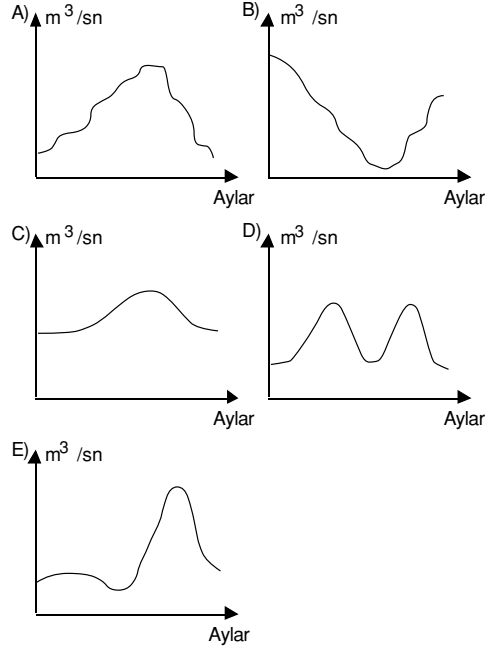 A) m³/sn
Aylar
B) m³/sn
Aylar
C) m³/sn
Aylar
D) m³/sn
Aylar
E) m³/sn
Aylar